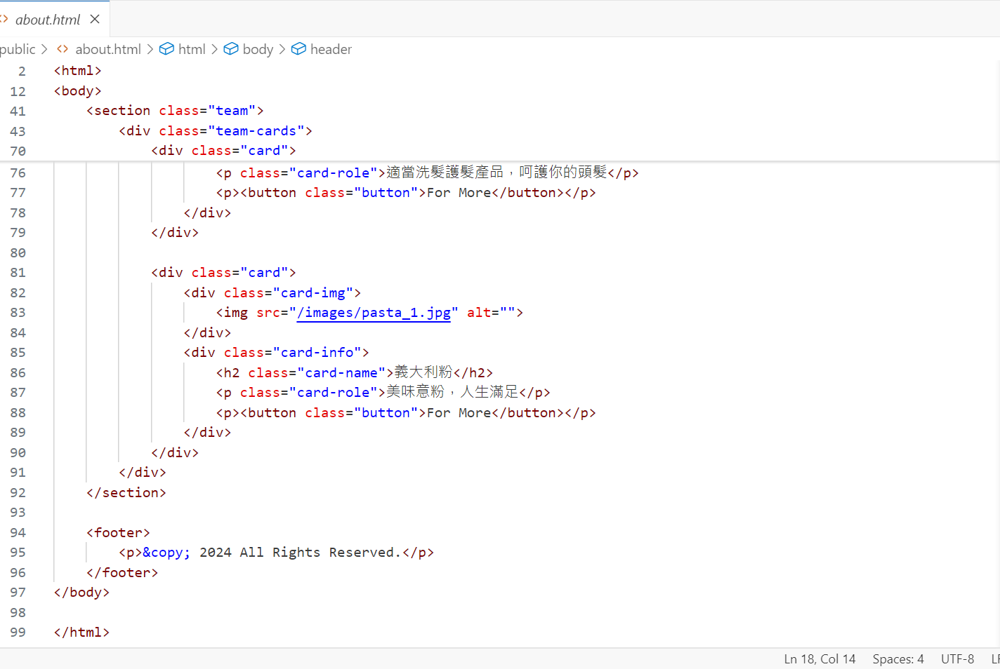 about.html
public > about.html > html > body > header
2 <html>
12 <body>
41 <section class="team">
43 <div class="team-cards">
70 <div class="card">
76 <p class="card-role">適當洗髮護髮產品，呵護你的頭髮</p>
77 <p><button class="button">For More</button></p>
78 </div>
79 </div>
80
81 <div class="card">
82 <div class="card-img">
83 <img src="/images/pasta_1.jpg" alt="">
84 </div>
85 <div class="card-info">
86 <h2 class="card-name">義大利粉</h2>
87 <p class="card-role">美味意粉，人生滿足</p>
88 <p><button class="button">For More</button></p>
89 </div>
90 </div>
91 </div>
92 </section>
93
94 <footer>
95 <p>&copy; 2024 All Rights Reserved.</p>
96 </footer>
97 </body>
98
99 </html>
Ln 18, Col 14 Spaces: 4 UTF-8